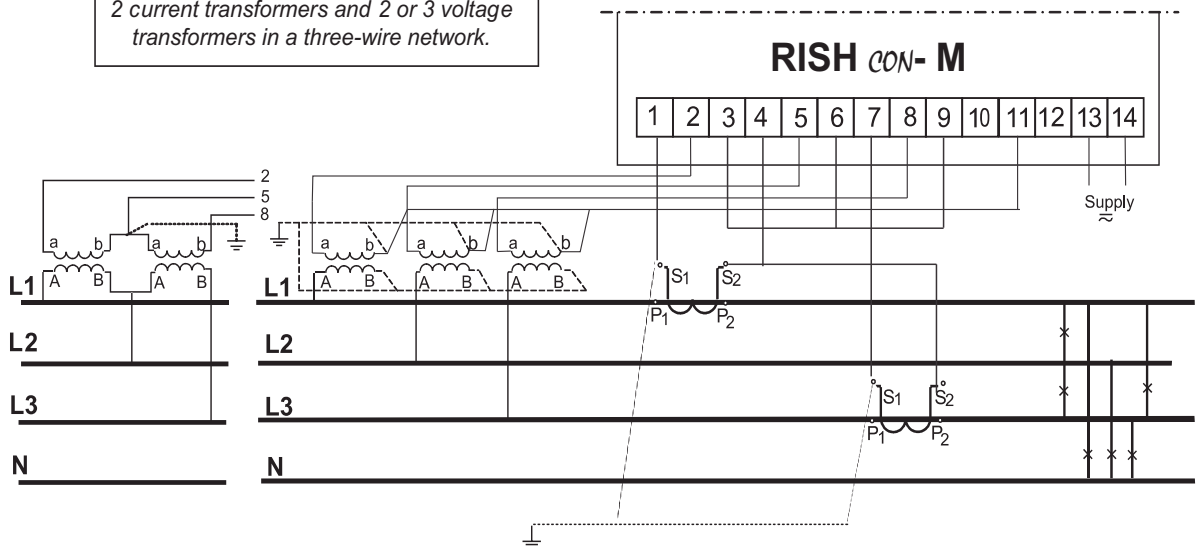 2 current transformers and 2 or 3 voltage
transformers in a three-wire network.
RISH CON- M
1 2 3 4 5 6 7 8 9 10 11 12 13 14
2
5
8
Supply
≂
a b a b a b a b a b
A B A B A B A B A B
S1 S2
L1 L1
P1 P2
L2 L2
S1 S2
L3 L3
P1 P2
N N